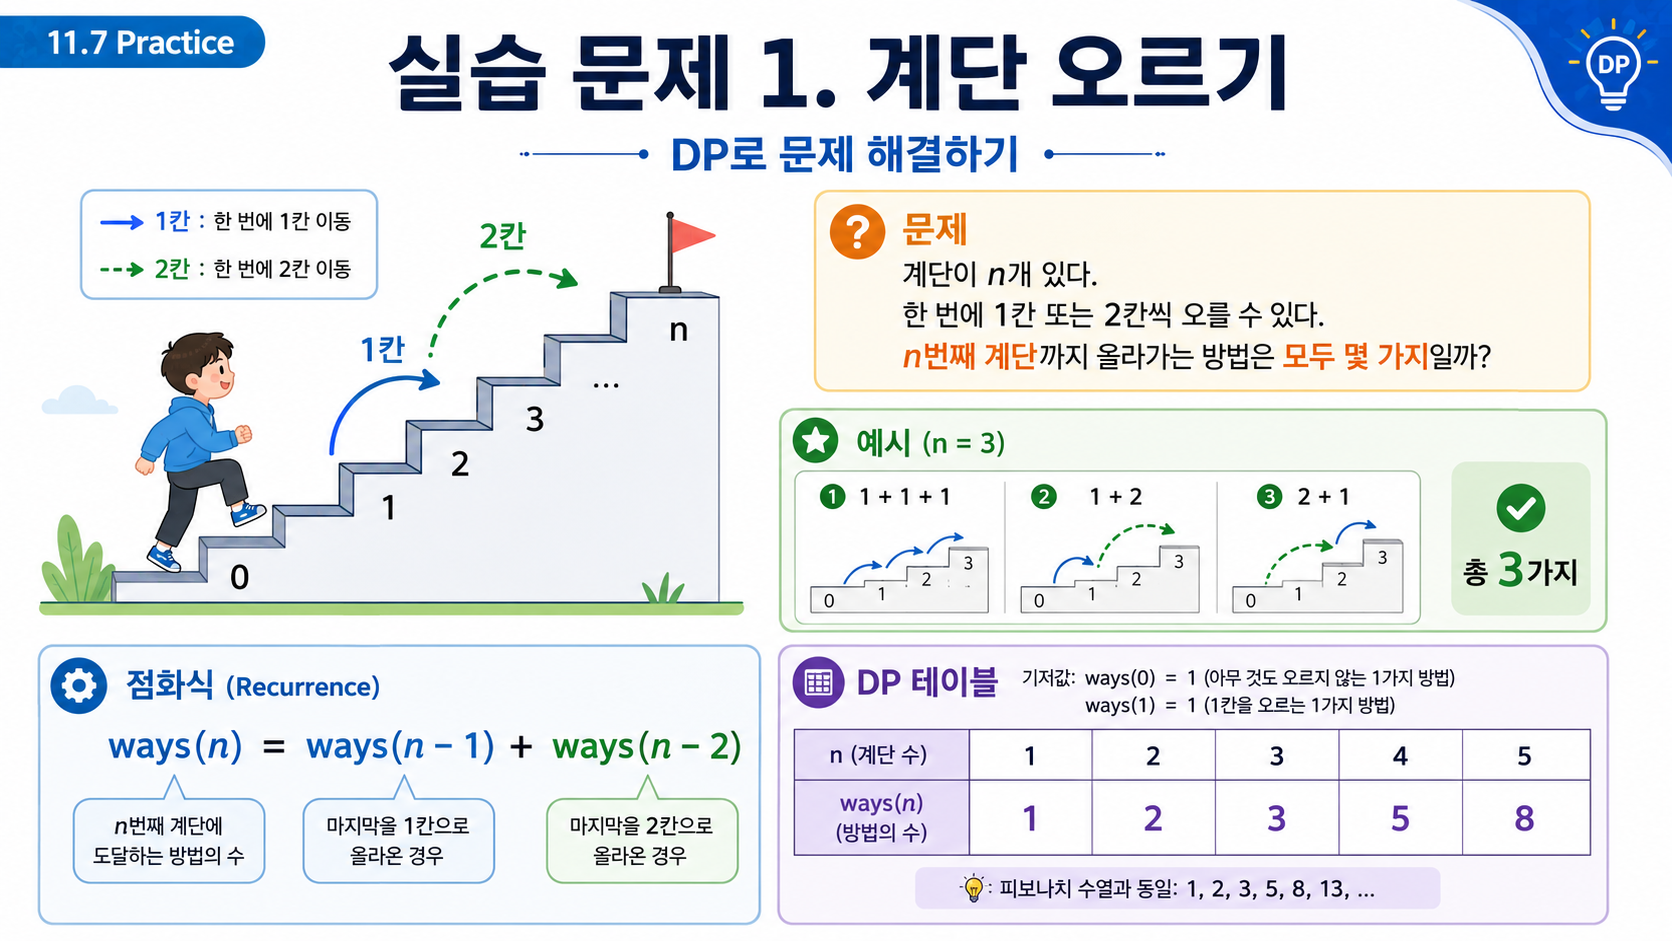 11.7 Practice
실습 문제 1. 계단 오르기
DP
DP로 문제 해결하기
1칸 : 한 번에 1칸 이동
2칸 : 한 번에 2칸 이동
2칸
1칸
n
...
3
2
1
0
문제
계단이 n개 있다.
한 번에 1칸 또는 2칸씩 오를 수 있다.
n번째 계단까지 올라가는 방법은 모두 몇 가지일까?
예시 (n = 3)
1 1 + 1 + 1
0 1 2 3
2 1 + 2
0 1 2 3
3 2 + 1
0 1 2 3
총 3가지
점화식 (Recurrence)
ways(n) = ways(n − 1) + ways(n − 2)
n번째 계단에
도달하는 방법의 수
마지막을 1칸으로
올라온 경우
마지막을 2칸으로
올라온 경우
DP 테이블
기저값: ways(0) = 1 (아무 것도 오르지 않는 1가지 방법)
ways(1) = 1 (1칸을 오르는 1가지 방법)
n (계단 수) 1 2 3 4 5
ways(n)
(방법의 수) 1 2 3 5 8
: 피보나치 수열과 동일: 1, 2, 3, 5, 8, 13, ...